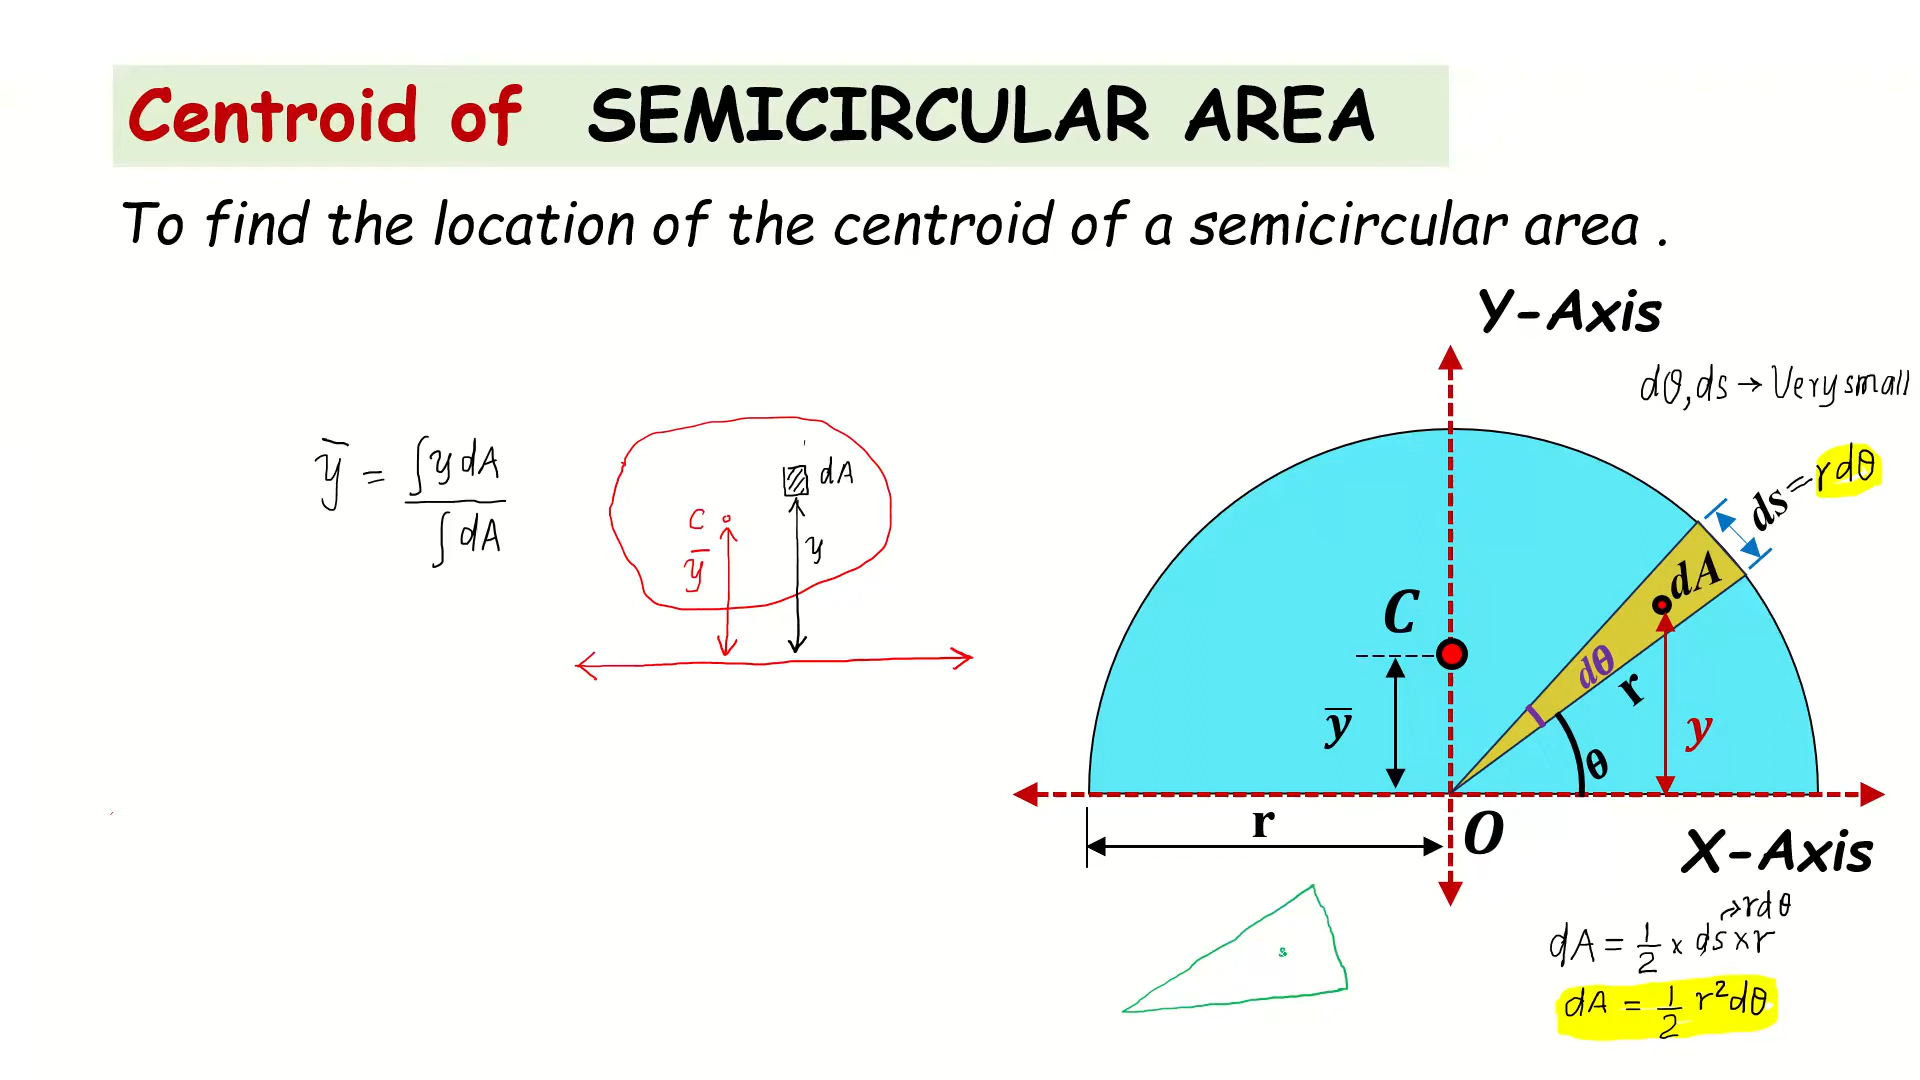 Centroid of SEMICIRCULAR AREA
To find the location of the centroid of a semicircular area .
Y-Axis
dθ, ds → Very small
ȳ = ∫y dA / ∫dA
dA
C
ȳ
y
ds = rdθ
dA
C
dθ
r
ȳ
y
θ
r
O
X-Axis
→ rdθ
dA = 1/2 × ds × r
dA = 1/2 r²dθ